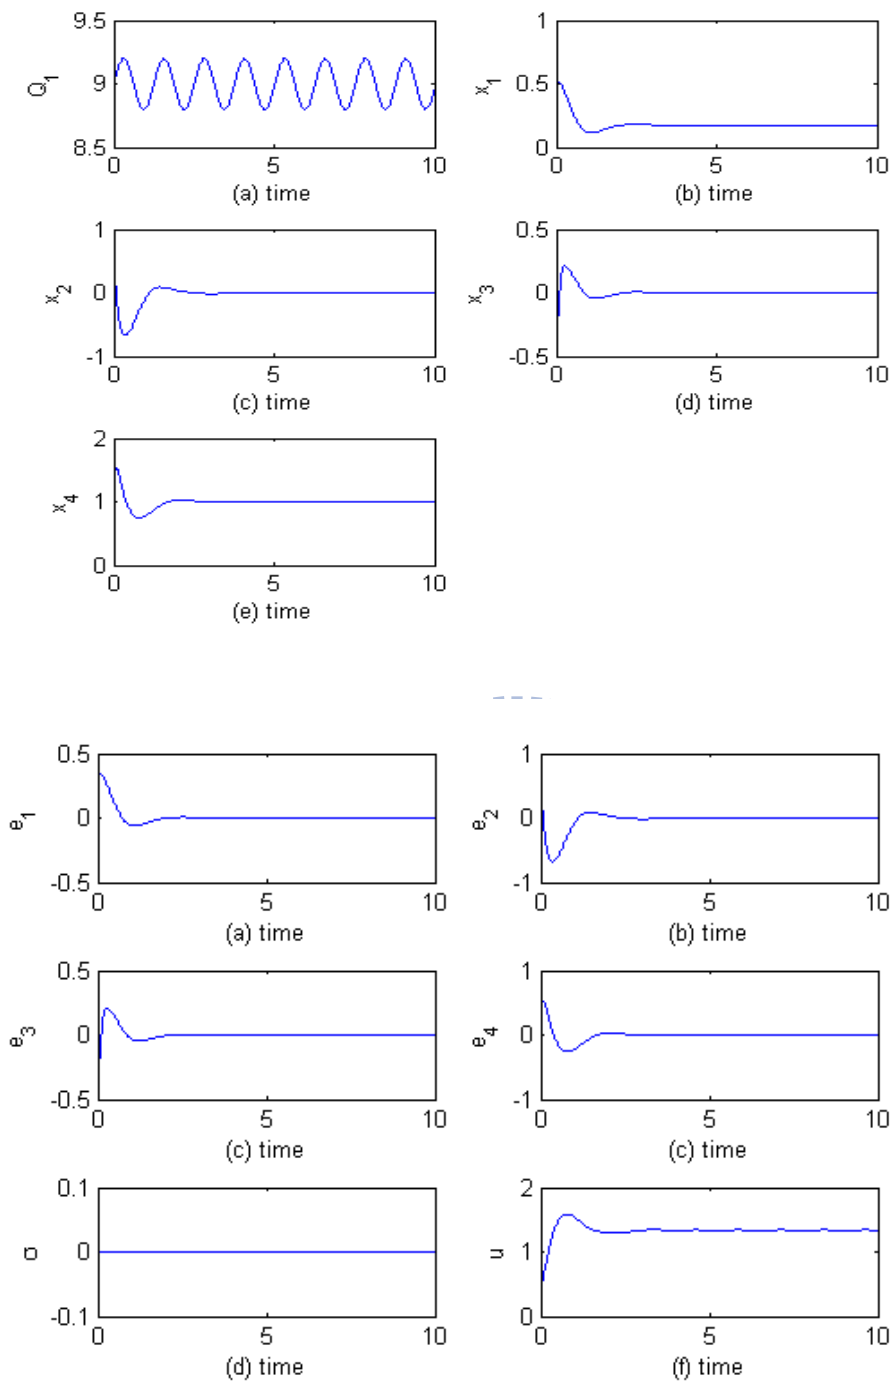 9.5
9
8.5
Q1
0 5 10
(a) time
1
0.5
0
x1
0 5 10
(b) time
1
0
-1
x2
0 5 10
(c) time
0.5
0
-0.5
x3
0 5 10
(d) time
2
1
0
x4
0 5 10
(e) time
0.5
0
-0.5
e1
0 5 10
(a) time
1
0
-1
e2
0 5 10
(b) time
0.5
0
-0.5
e3
0 5 10
(c) time
1
0
-1
e4
0 5 10
(c) time
0.1
0
-0.1
σ
0 5 10
(d) time
2
1
0
u
0 5 10
(f) time